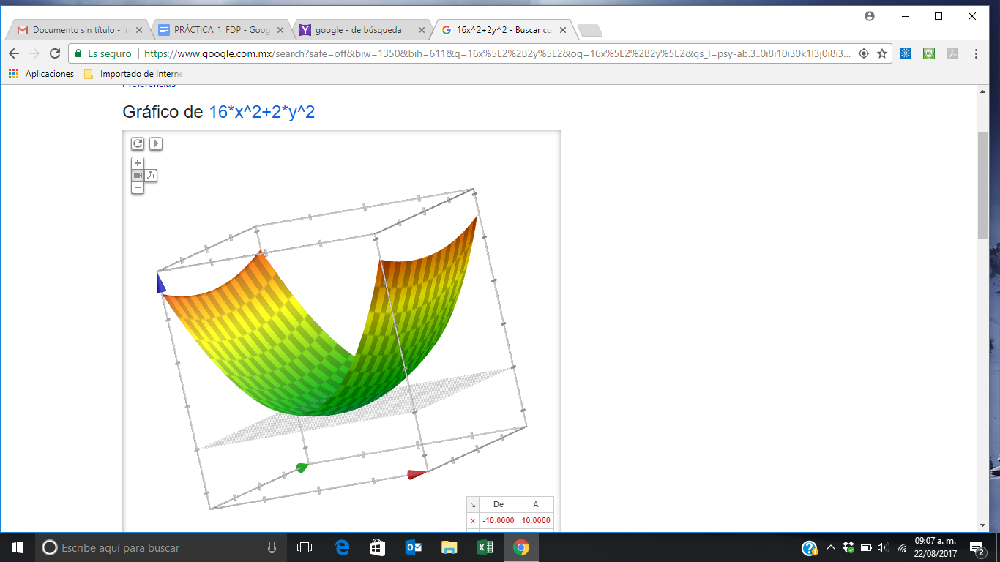 Documento sin título - In
PRÁCTICA_1_FDP - Goog
google - de búsqueda
16x^2+2y^2 - Buscar co
Es seguro
https://www.google.com.mx/search?safe=off&biw=1350&bih=611&q=16x%5E2%2B2y%5E2&oq=16x%5E2%2B2y%5E2&gs_l=psy-ab.3..0i8i10i30k1l3j0i8i3...
Aplicaciones
Importado de Interne
Preferencias
Gráfico de 16*x^2+2*y^2
De A
x -10.0000 10.0000
Escribe aquí para buscar
09:07 a. m.
22/08/2017
2